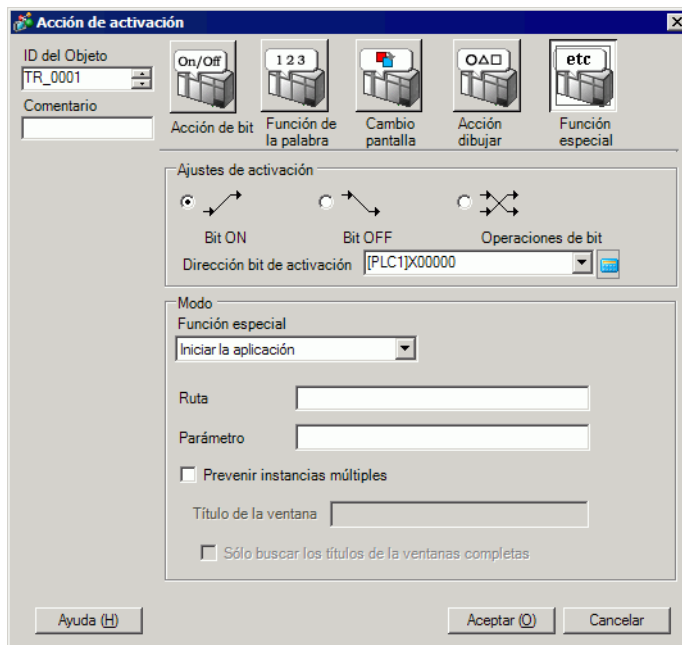 Acción de activación
ID del Objeto
TR_0001
Comentario
On/Off
Acción de bit
1 2 3
Función de
la palabra
Cambio
pantalla
Acción
dibujar
etc
Función
especial
Ajustes de activación
Bit ON
Bit OFF
Operaciones de bit
Dirección bit de activación
[PLC1]X00000
Modo
Función especial
Iniciar la aplicación
Ruta
Parámetro
Prevenir instancias múltiples
Título de la ventana
Sólo buscar los títulos de la ventanas completas
Ayuda (H)
Aceptar (O)
Cancelar